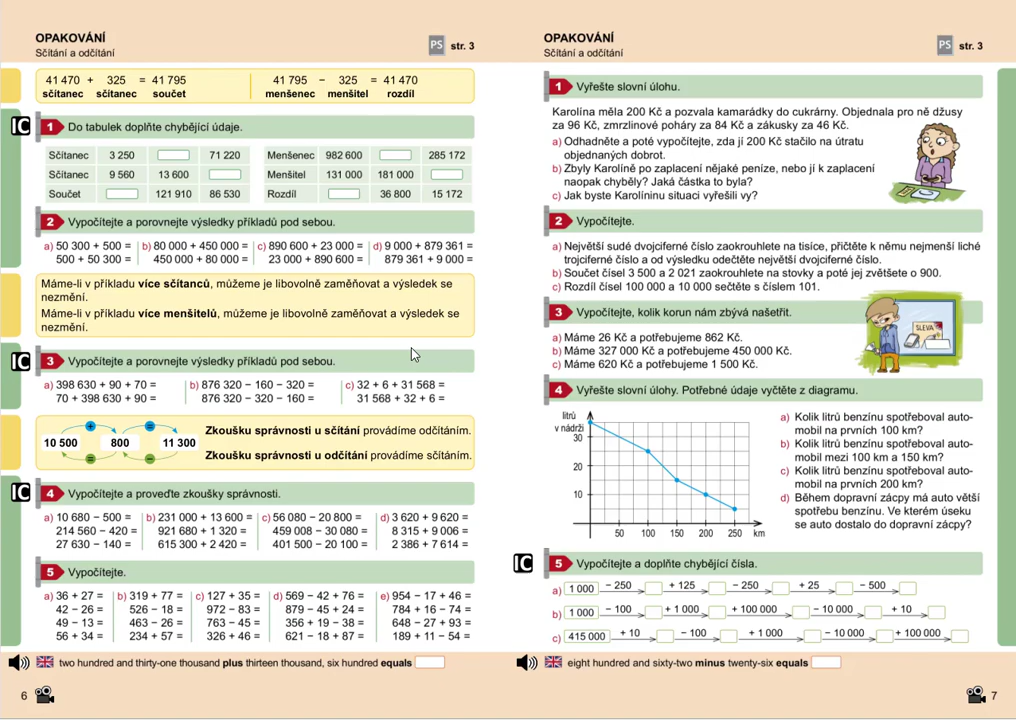 OPAKOVÁNÍ
Sčítání a odčítání
PS str. 3
41 470 + 325 = 41 795
sčítanec sčítanec součet
41 795 − 325 = 41 470
menšenec menšitel rozdíl
IC 1 Do tabulek doplňte chybějící údaje.
Sčítanec 3 250 71 220
Sčítanec 9 560 13 600
Součet 121 910 86 530
Menšenec 982 600 285 172
Menšitel 131 000 181 000
Rozdíl 36 800 15 172
2 Vypočítejte a porovnejte výsledky příkladů pod sebou.
a) 50 300 + 500 = b) 80 000 + 450 000 = c) 890 600 + 23 000 = d) 9 000 + 879 361 =
500 + 50 300 = 450 000 + 80 000 = 23 000 + 890 600 = 879 361 + 9 000 =
Máme-li v příkladu více sčítanců, můžeme je libovolně zaměňovat a výsledek se
nezmění.
Máme-li v příkladu více menšitelů, můžeme je libovolně zaměňovat a výsledek se
nezmění.
IC 3 Vypočítejte a porovnejte výsledky příkladů pod sebou.
a) 398 630 + 90 + 70 = b) 876 320 − 160 − 320 = c) 32 + 6 + 31 568 =
70 + 398 630 + 90 = 876 320 − 320 − 160 = 31 568 + 32 + 6 =
+ =
10 500 800 11 300
= −
Zkoušku správnosti u sčítání provádíme odčítáním.
Zkoušku správnosti u odčítání provádíme sčítáním.
IC 4 Vypočítejte a proveďte zkoušky správnosti.
a) 10 680 − 500 = b) 231 000 + 13 600 = c) 56 080 − 20 800 = d) 3 620 + 9 620 =
214 560 − 420 = 921 680 + 1 320 = 459 008 − 30 080 = 8 315 + 9 006 =
27 630 − 140 = 615 300 + 2 420 = 401 500 − 20 100 = 2 386 + 7 614 =
5 Vypočítejte.
a) 36 + 27 = b) 319 + 77 = c) 127 + 35 = d) 569 − 42 + 76 = e) 954 − 17 + 46 =
42 − 26 = 526 − 18 = 972 − 83 = 879 − 45 + 24 = 784 + 16 − 74 =
49 − 13 = 463 − 26 = 763 − 45 = 356 + 19 − 38 = 648 − 27 + 93 =
56 + 34 = 234 + 57 = 326 + 46 = 621 − 18 + 87 = 189 + 11 − 54 =
two hundred and thirty-one thousand plus thirteen thousand, six hundred equals
6
OPAKOVÁNÍ
Sčítání a odčítání
PS str. 3
1 Vyřešte slovní úlohu.
Karolína měla 200 Kč a pozvala kamarádky do cukrárny. Objednala pro ně džusy
za 96 Kč, zmrzlinové poháry za 84 Kč a zákusky za 46 Kč.
a) Odhadněte a poté vypočítejte, zda jí 200 Kč stačilo na útratu
objednaných dobrot.
b) Zbyly Karolíně po zaplacení nějaké peníze, nebo jí k zaplacení
naopak chyběly? Jaká částka to byla?
c) Jak byste Karolíninu situaci vyřešili vy?
2 Vypočítejte.
a) Největší sudé dvojciferné číslo zaokrouhlete na tisíce, přičtěte k němu nejmenší liché
trojciferné číslo a od výsledku odečtěte největší dvojciferné číslo.
b) Součet čísel 3 500 a 2 021 zaokrouhlete na stovky a poté jej zvětšete o 900.
c) Rozdíl čísel 100 000 a 10 000 sečtěte s číslem 101.
3 Vypočítejte, kolik korun nám zbývá našetřit.
a) Máme 26 Kč a potřebujeme 862 Kč.
b) Máme 327 000 Kč a potřebujeme 450 000 Kč.
c) Máme 620 Kč a potřebujeme 1 500 Kč.
SLEVA
4 Vyřešte slovní úlohy. Potřebné údaje vyčtěte z diagramu.
litrů
v nádrži
30
20
10
50 100 150 200 250 km
a) Kolik litrů benzínu spotřeboval auto-
mobil na prvních 100 km?
b) Kolik litrů benzínu spotřeboval auto-
mobil mezi 100 km a 150 km?
c) Kolik litrů benzínu spotřeboval auto-
mobil na prvních 200 km?
d) Během dopravní zácpy má auto větší
spotřebu benzínu. Ve kterém úseku
se auto dostalo do dopravní zácpy?
IC 5 Vypočítejte a doplňte chybějící čísla.
a) 1 000 − 250 + 125 − 250 + 25 − 500
b) 1 000 − 100 + 1 000 + 100 000 − 10 000 + 10
c) 415 000 + 10 − 100 + 1 000 − 10 000 + 100 000
eight hundred and sixty-two minus twenty-six equals
7